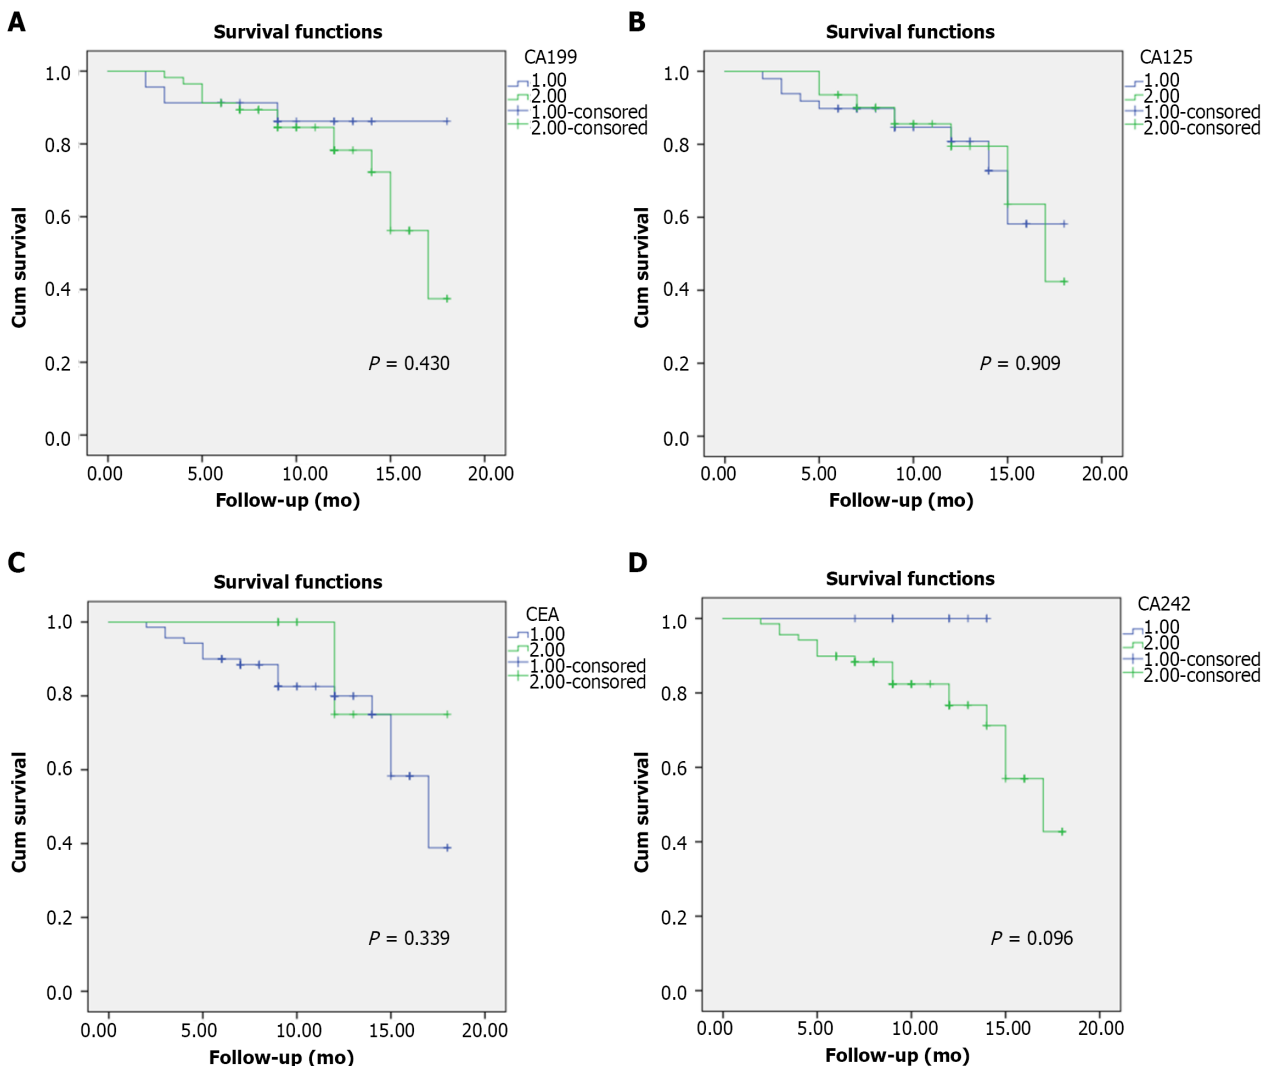 A
Survival functions
CA199
1.00
2.00
1.00-consored
2.00-consored
1.0
0.8
0.6
0.4
0.2
0.0
Cum survival
P = 0.430
0.00 5.00 10.00 15.00 20.00
Follow-up (mo)
B
Survival functions
CA125
1.00
2.00
1.00-consored
2.00-consored
1.0
0.8
0.6
0.4
0.2
0.0
Cum survival
P = 0.909
0.00 5.00 10.00 15.00 20.00
Follow-up (mo)
C
Survival functions
CEA
1.00
2.00
1.00-consored
2.00-consored
1.0
0.8
0.6
0.4
0.2
0.0
Cum survival
P = 0.339
0.00 5.00 10.00 15.00 20.00
Follow-up (mo)
D
Survival functions
CA242
1.00
2.00
1.00-consored
2.00-consored
1.0
0.8
0.6
0.4
0.2
0.0
Cum survival
P = 0.096
0.00 5.00 10.00 15.00 20.00
Follow-up (mo)